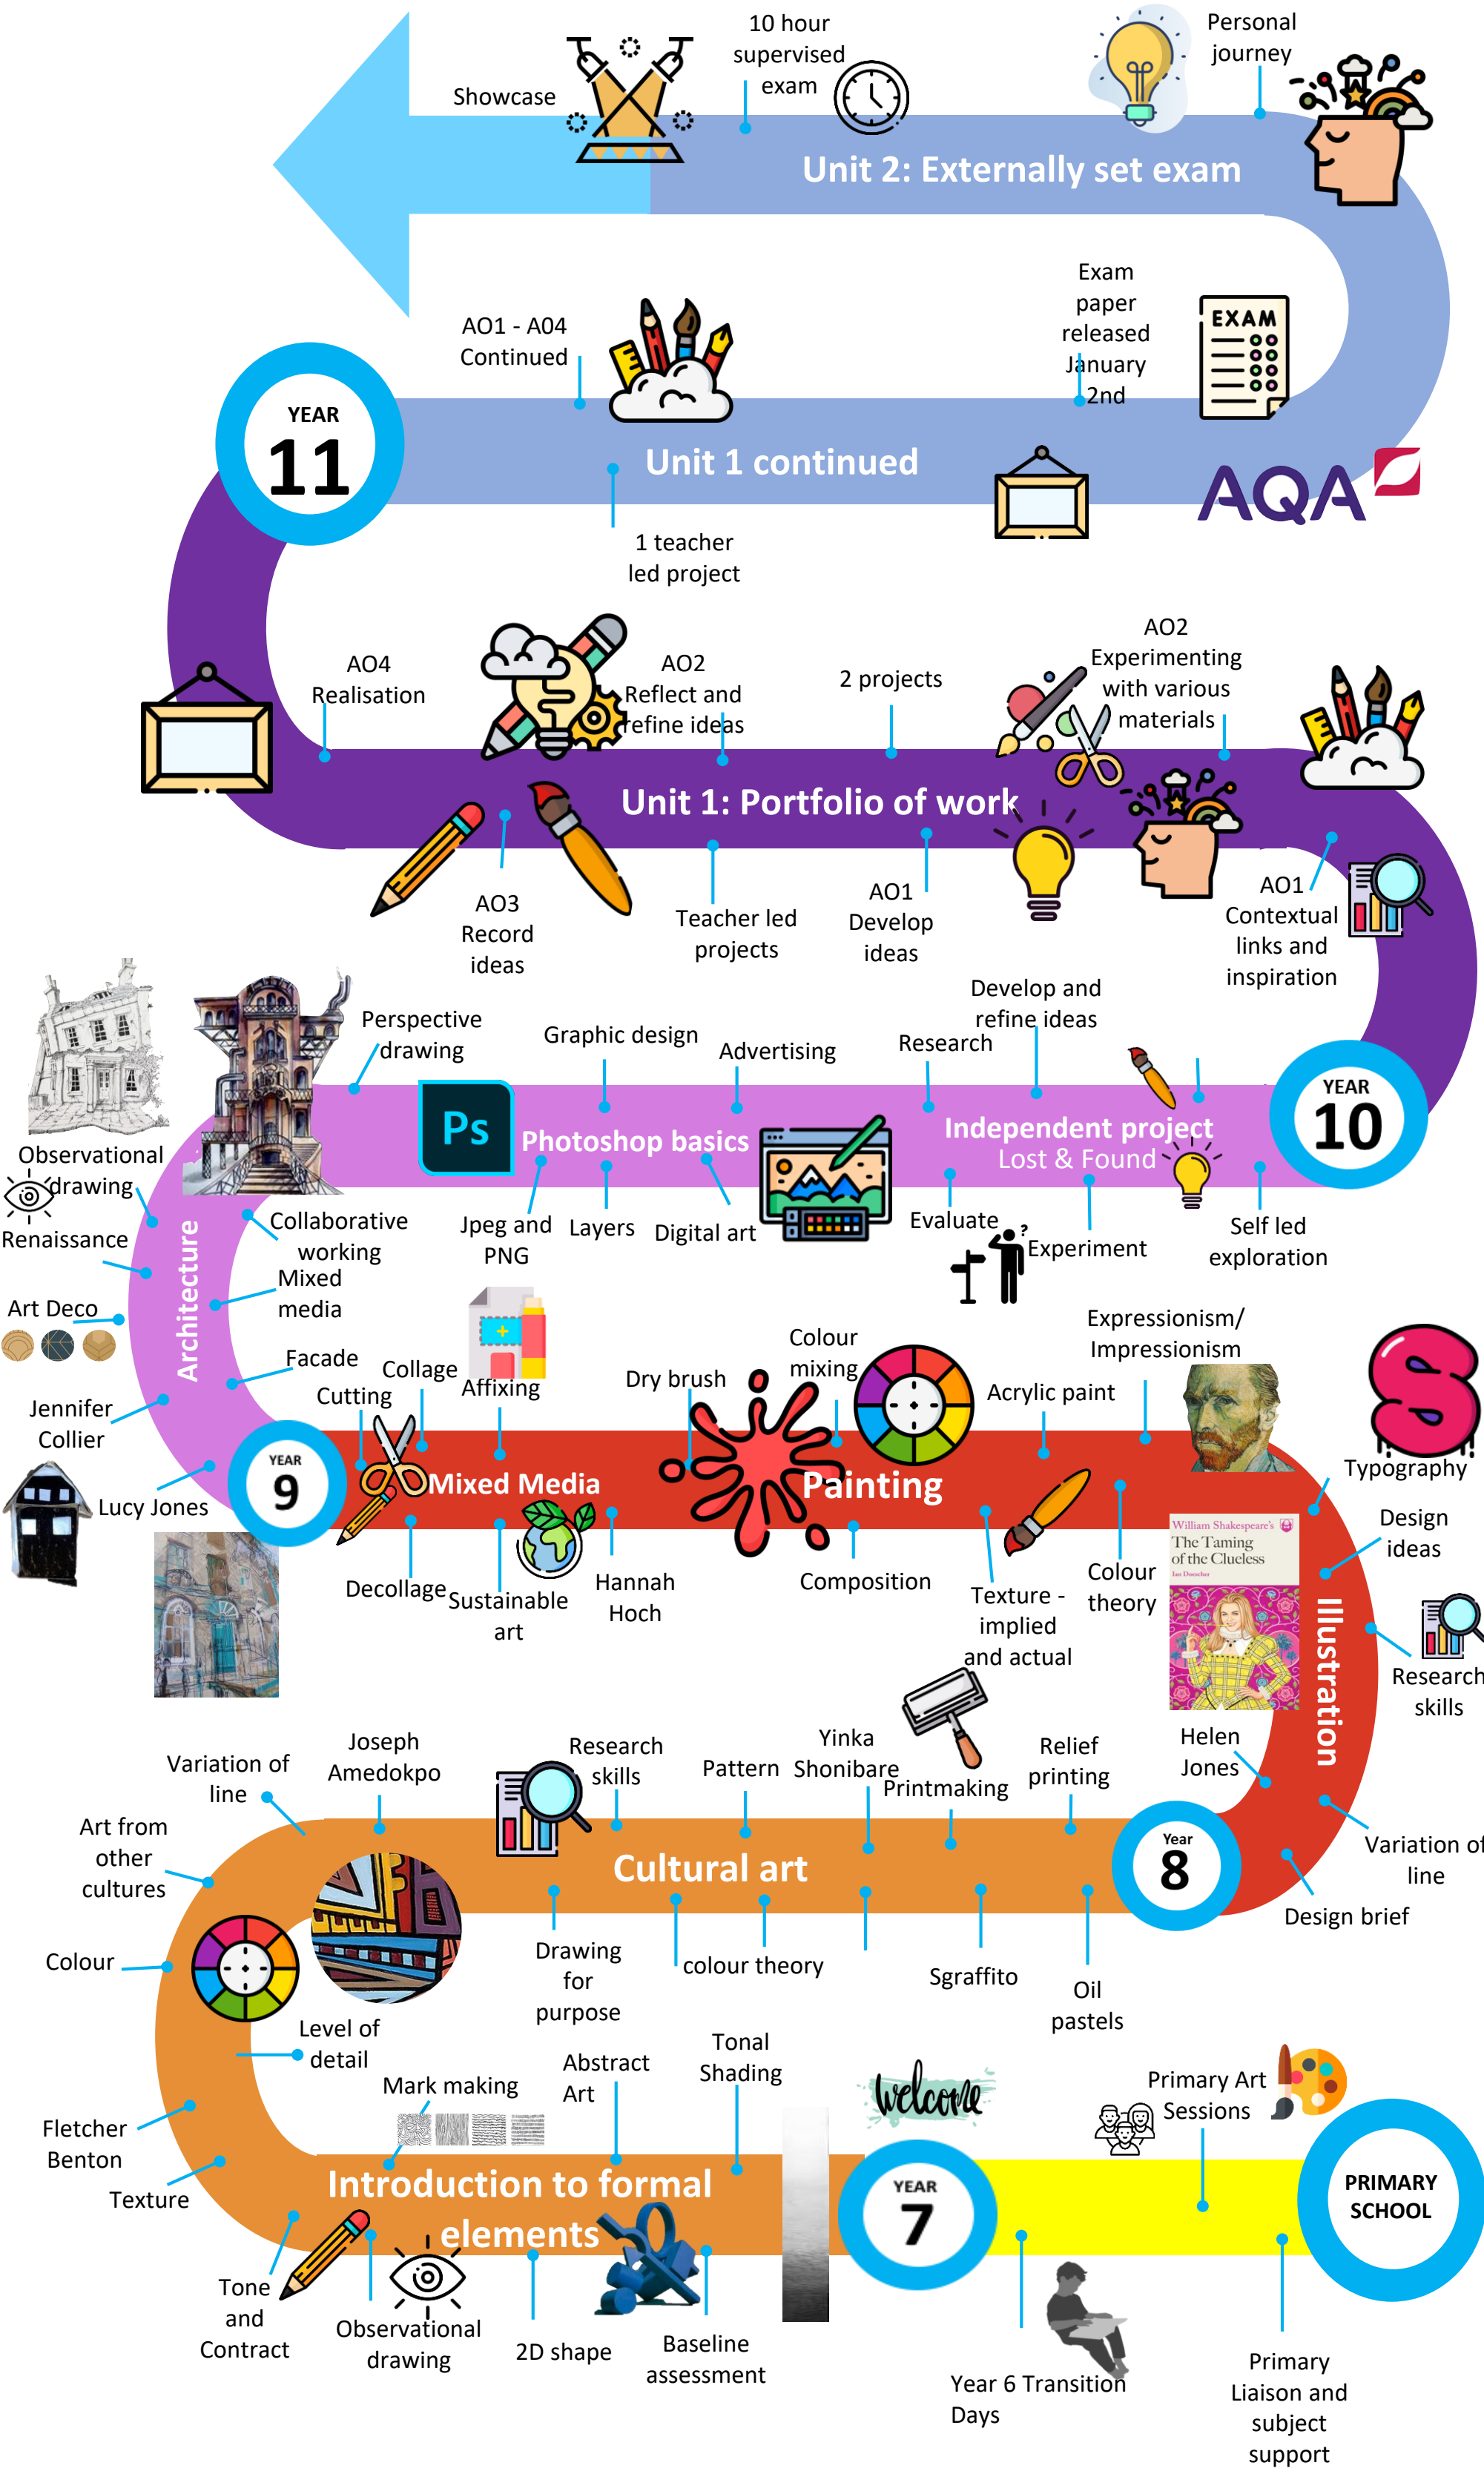 10 hour
supervised
exam
Personal
journey
Showcase
Unit 2: Externally set exam
Exam
paper
released
January
2nd
EXAM
AO1 - A04
Continued
YEAR
11
Unit 1 continued
AQA
1 teacher
led project
AO4
Realisation
AO2
Reflect and
refine ideas
2 projects
AO2
Experimenting
with various
materials
Unit 1: Portfolio of work
AO3
Record
ideas
Teacher led
projects
AO1
Develop
ideas
AO1
Contextual
links and
inspiration
Perspective
drawing
Graphic design
Advertising
Research
Develop and
refine ideas
YEAR
10
Ps
Photoshop basics
Independent project
Lost & Found
Observational
drawing
Renaissance
Art Deco
Jennifer
Collier
Lucy Jones
Architecture
Collaborative
working
Mixed
media
Facade
Jpeg and
PNG
Layers
Digital art
Evaluate
?
Experiment
Self led
exploration
Cutting
Collage
Affixing
Dry brush
Colour
mixing
Acrylic paint
Expressionism/
Impressionism
YEAR
9
Mixed Media
Painting
S
Typography
Design
ideas
Research
skills
Illustration
William Shakespeare's
The Taming
of the Clueless
Ian Doescher
Decollage
Sustainable
art
Hannah
Hoch
Composition
Texture -
implied
and actual
Colour
theory
Helen
Jones
Variation of
line
Design brief
Variation of
line
Joseph
Amedokpo
Research
skills
Pattern
Yinka
Shonibare
Printmaking
Relief
printing
Art from
other
cultures
Cultural art
Year
8
Colour
Drawing
for
purpose
colour theory
Sgraffito
Oil
pastels
Level of
detail
Mark making
Abstract
Art
Tonal
Shading
welcome
Primary Art
Sessions
Fletcher
Benton
Texture
Introduction to formal
elements
YEAR
7
PRIMARY
SCHOOL
Tone
and
Contract
Observational
drawing
2D shape
Baseline
assessment
Year 6 Transition
Days
Primary
Liaison and
subject
support